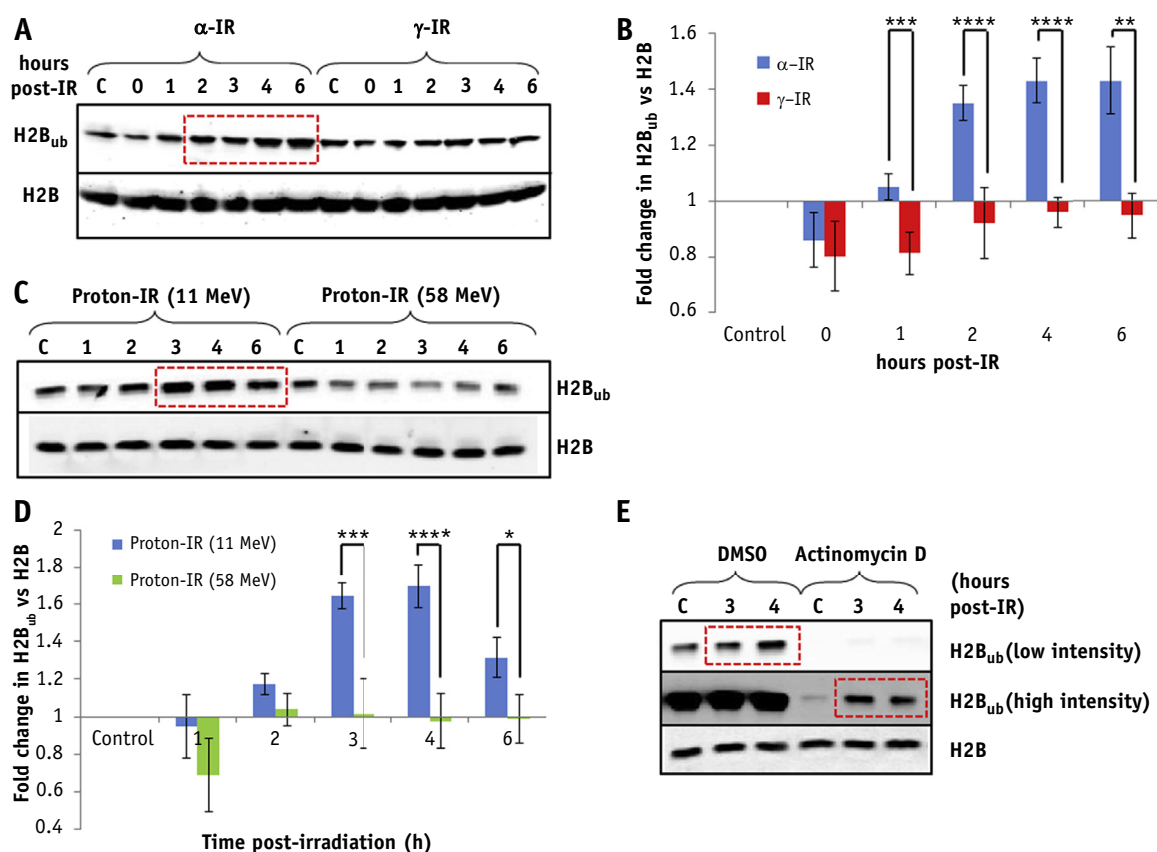 A
α-IR γ-IR
hours
post-IR C 0 1 2 3 4 6 C 0 1 2 3 4 6
H2Bub
H2B
B
Fold change in H2Bub vs H2B
1.6
1.4
1.2
1
0.8
0.6
α-IR
γ-IR
*** **** **** **
Control 0 1 2 4 6
hours post-IR
C
Proton-IR (11 MeV) Proton-IR (58 MeV)
C 1 2 3 4 6 C 1 2 3 4 6
H2Bub
H2B
D
Fold change in H2Bub vs H2B
2
1.8
1.6
1.4
1.2
1
0.8
0.6
0.4
Proton-IR (11 MeV)
Proton-IR (58 MeV)
*** **** *
Control 1 2 3 4 6
Time post-irradiation (h)
E
DMSO Actinomycin D (hours
C 3 4 C 3 4 post-IR)
H2Bub (low intensity)
H2Bub (high intensity)
H2B